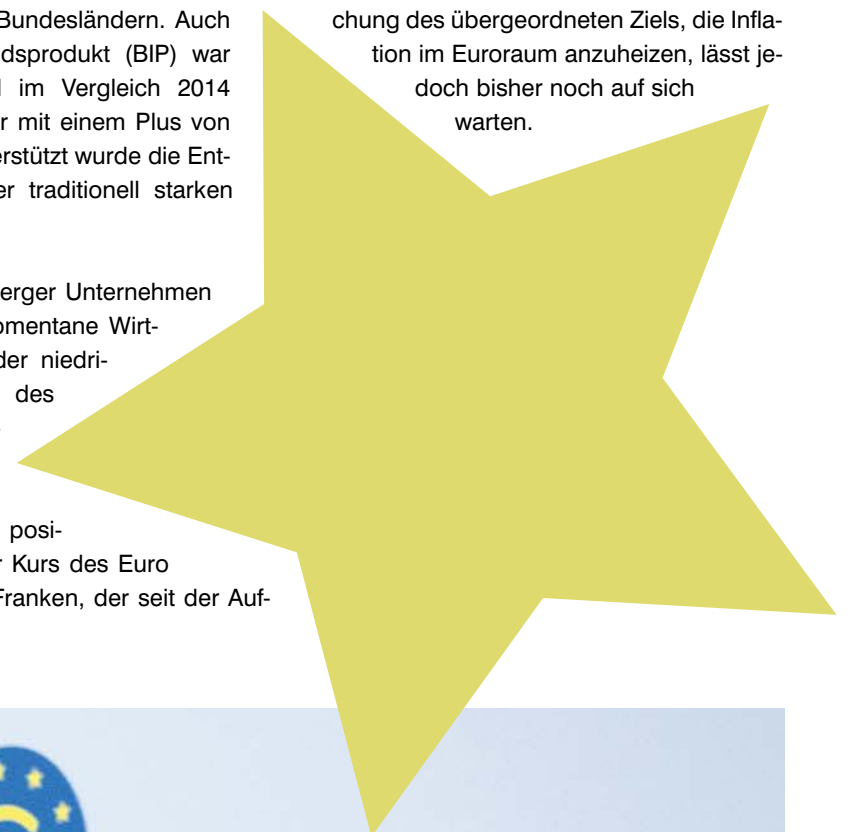 Bundesländern. Auch
dsprodukt (BIP) war
im Vergleich 2014
mit einem Plus von
erstützt wurde die Ent-
er traditionell starken
erger Unternehmen
omentane Wirt-
der niedri-
des
posi-
r Kurs des Euro
Franken, der seit der Auf-
chung des übergeordneten Ziels, die Infla-
tion im Euroraum anzuheizen, lässt je-
doch bisher noch auf sich
warten.